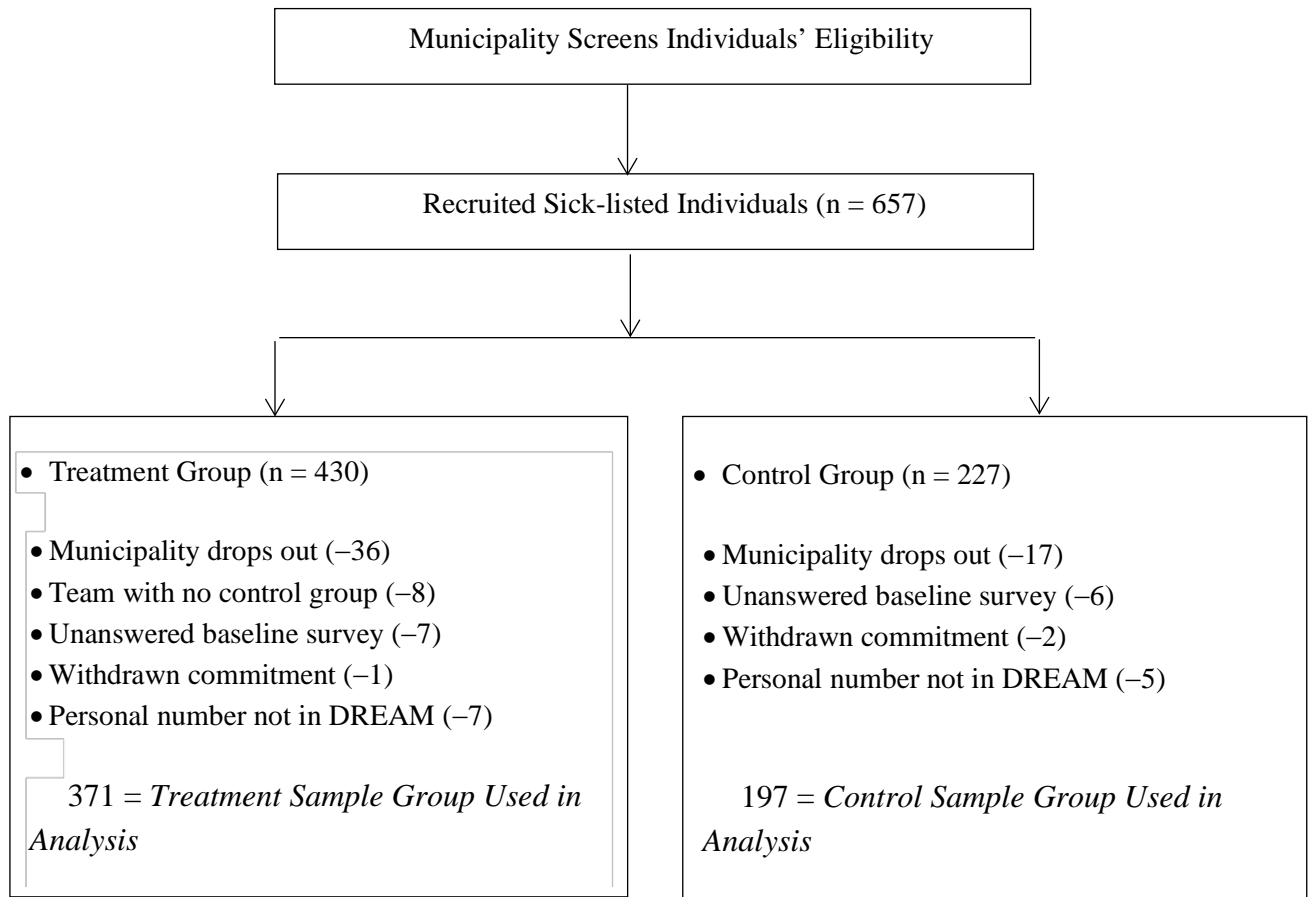 Municipality Screens Individuals’ Eligibility
Recruited Sick-listed Individuals (n = 657)
• Treatment Group (n = 430)
• Municipality drops out (−36)
• Team with no control group (−8)
• Unanswered baseline survey (−7)
• Withdrawn commitment (−1)
• Personal number not in DREAM (−7)
371 = Treatment Sample Group Used in
Analysis
• Control Group (n = 227)
• Municipality drops out (−17)
• Unanswered baseline survey (−6)
• Withdrawn commitment (−2)
• Personal number not in DREAM (−5)
197 = Control Sample Group Used in
Analysis